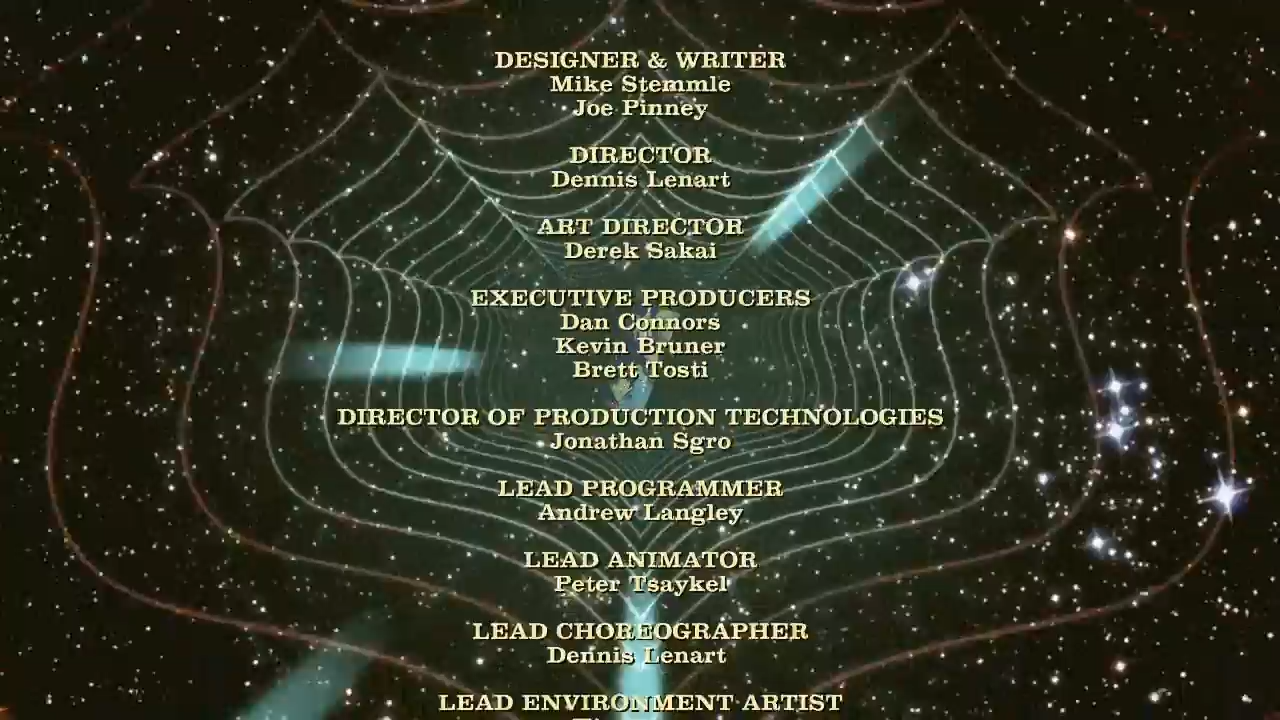 DESIGNER & WRITER
Mike Stemmle
Joe Pinney
DIRECTOR
Dennis Lenart
ART DIRECTOR
Derek Sakai
EXECUTIVE PRODUCERS
Dan Connors
Kevin Bruner
Brett Tosti
DIRECTOR OF PRODUCTION TECHNOLOGIES
Jonathan Sgro
LEAD PROGRAMMER
Andrew Langley
LEAD ANIMATOR
Peter Tsaykel
LEAD CHOREOGRAPHER
Dennis Lenart
LEAD ENVIRONMENT ARTIST